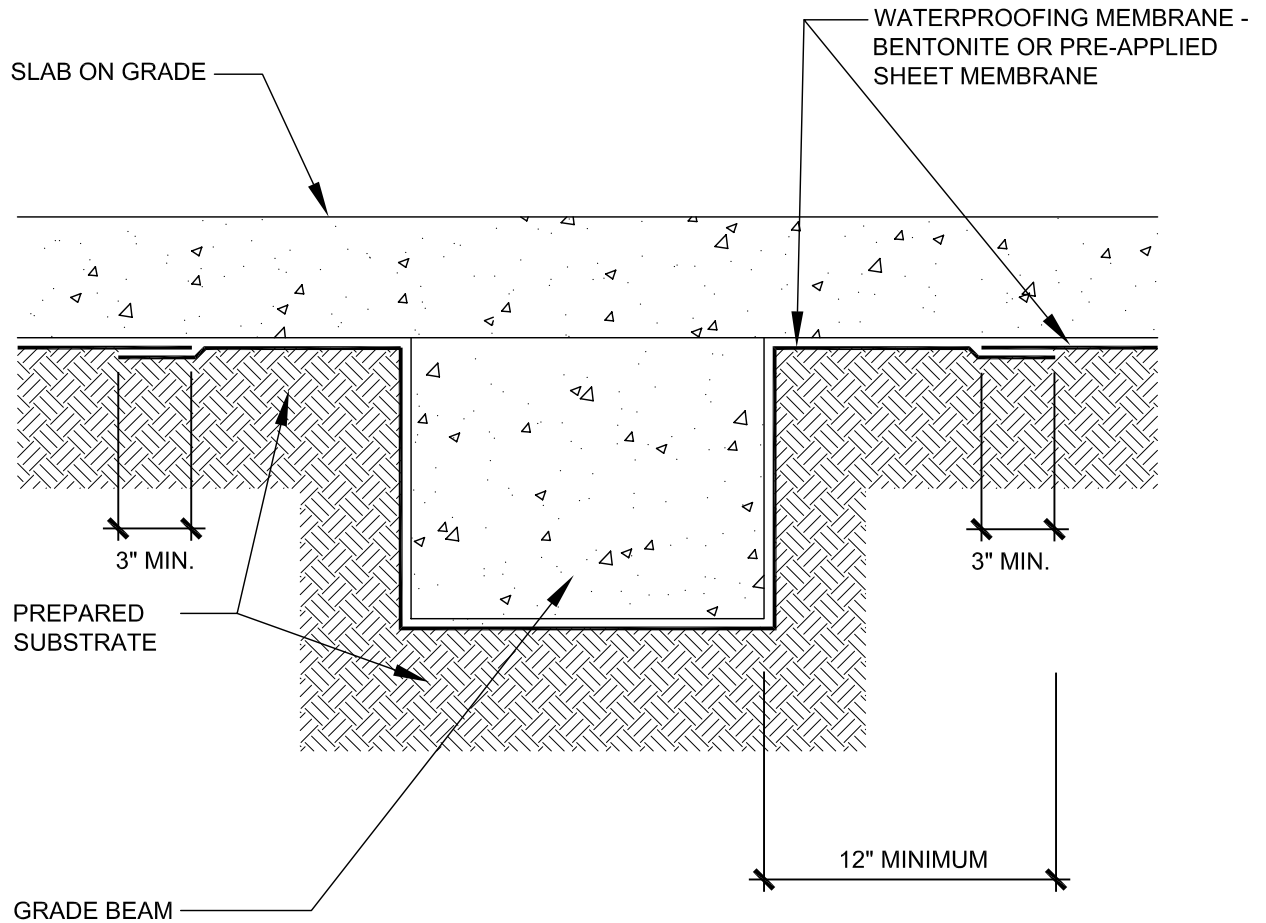 WATERPROOFING MEMBRANE -
BENTONITE OR PRE-APPLIED
SHEET MEMBRANE
SLAB ON GRADE
3" MIN.
3" MIN.
PREPARED
SUBSTRATE
12" MINIMUM
GRADE BEAM